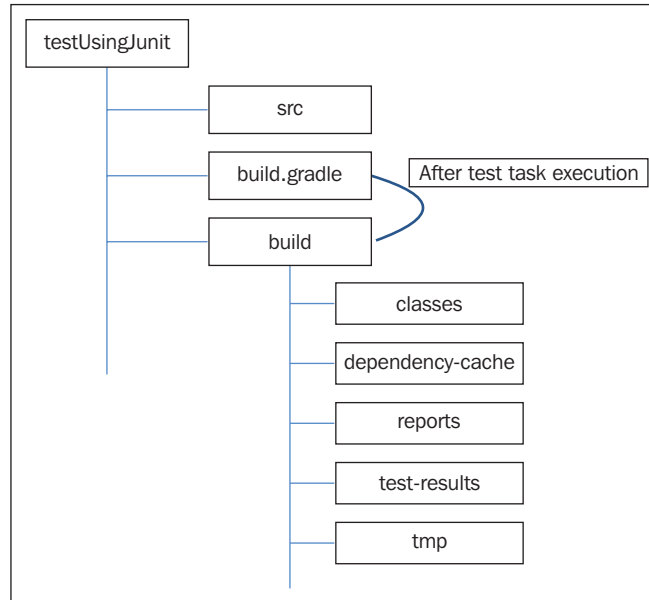 testUsingJunit
src
build.gradle
After test task execution
build
classes
dependency-cache
reports
test-results
tmp